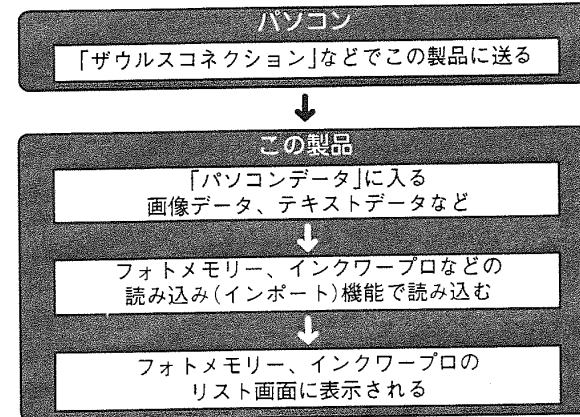 パソコン
「ザウルスコネクション」などでこの製品に送る
この製品
「パソコンデータ」に入る
画像データ、テキストデータなど
フォトメモリー、インクワープロなどの
読み込み(インポート)機能で読み込む
フォトメモリー、インクワープロの
リスト画面に表示される